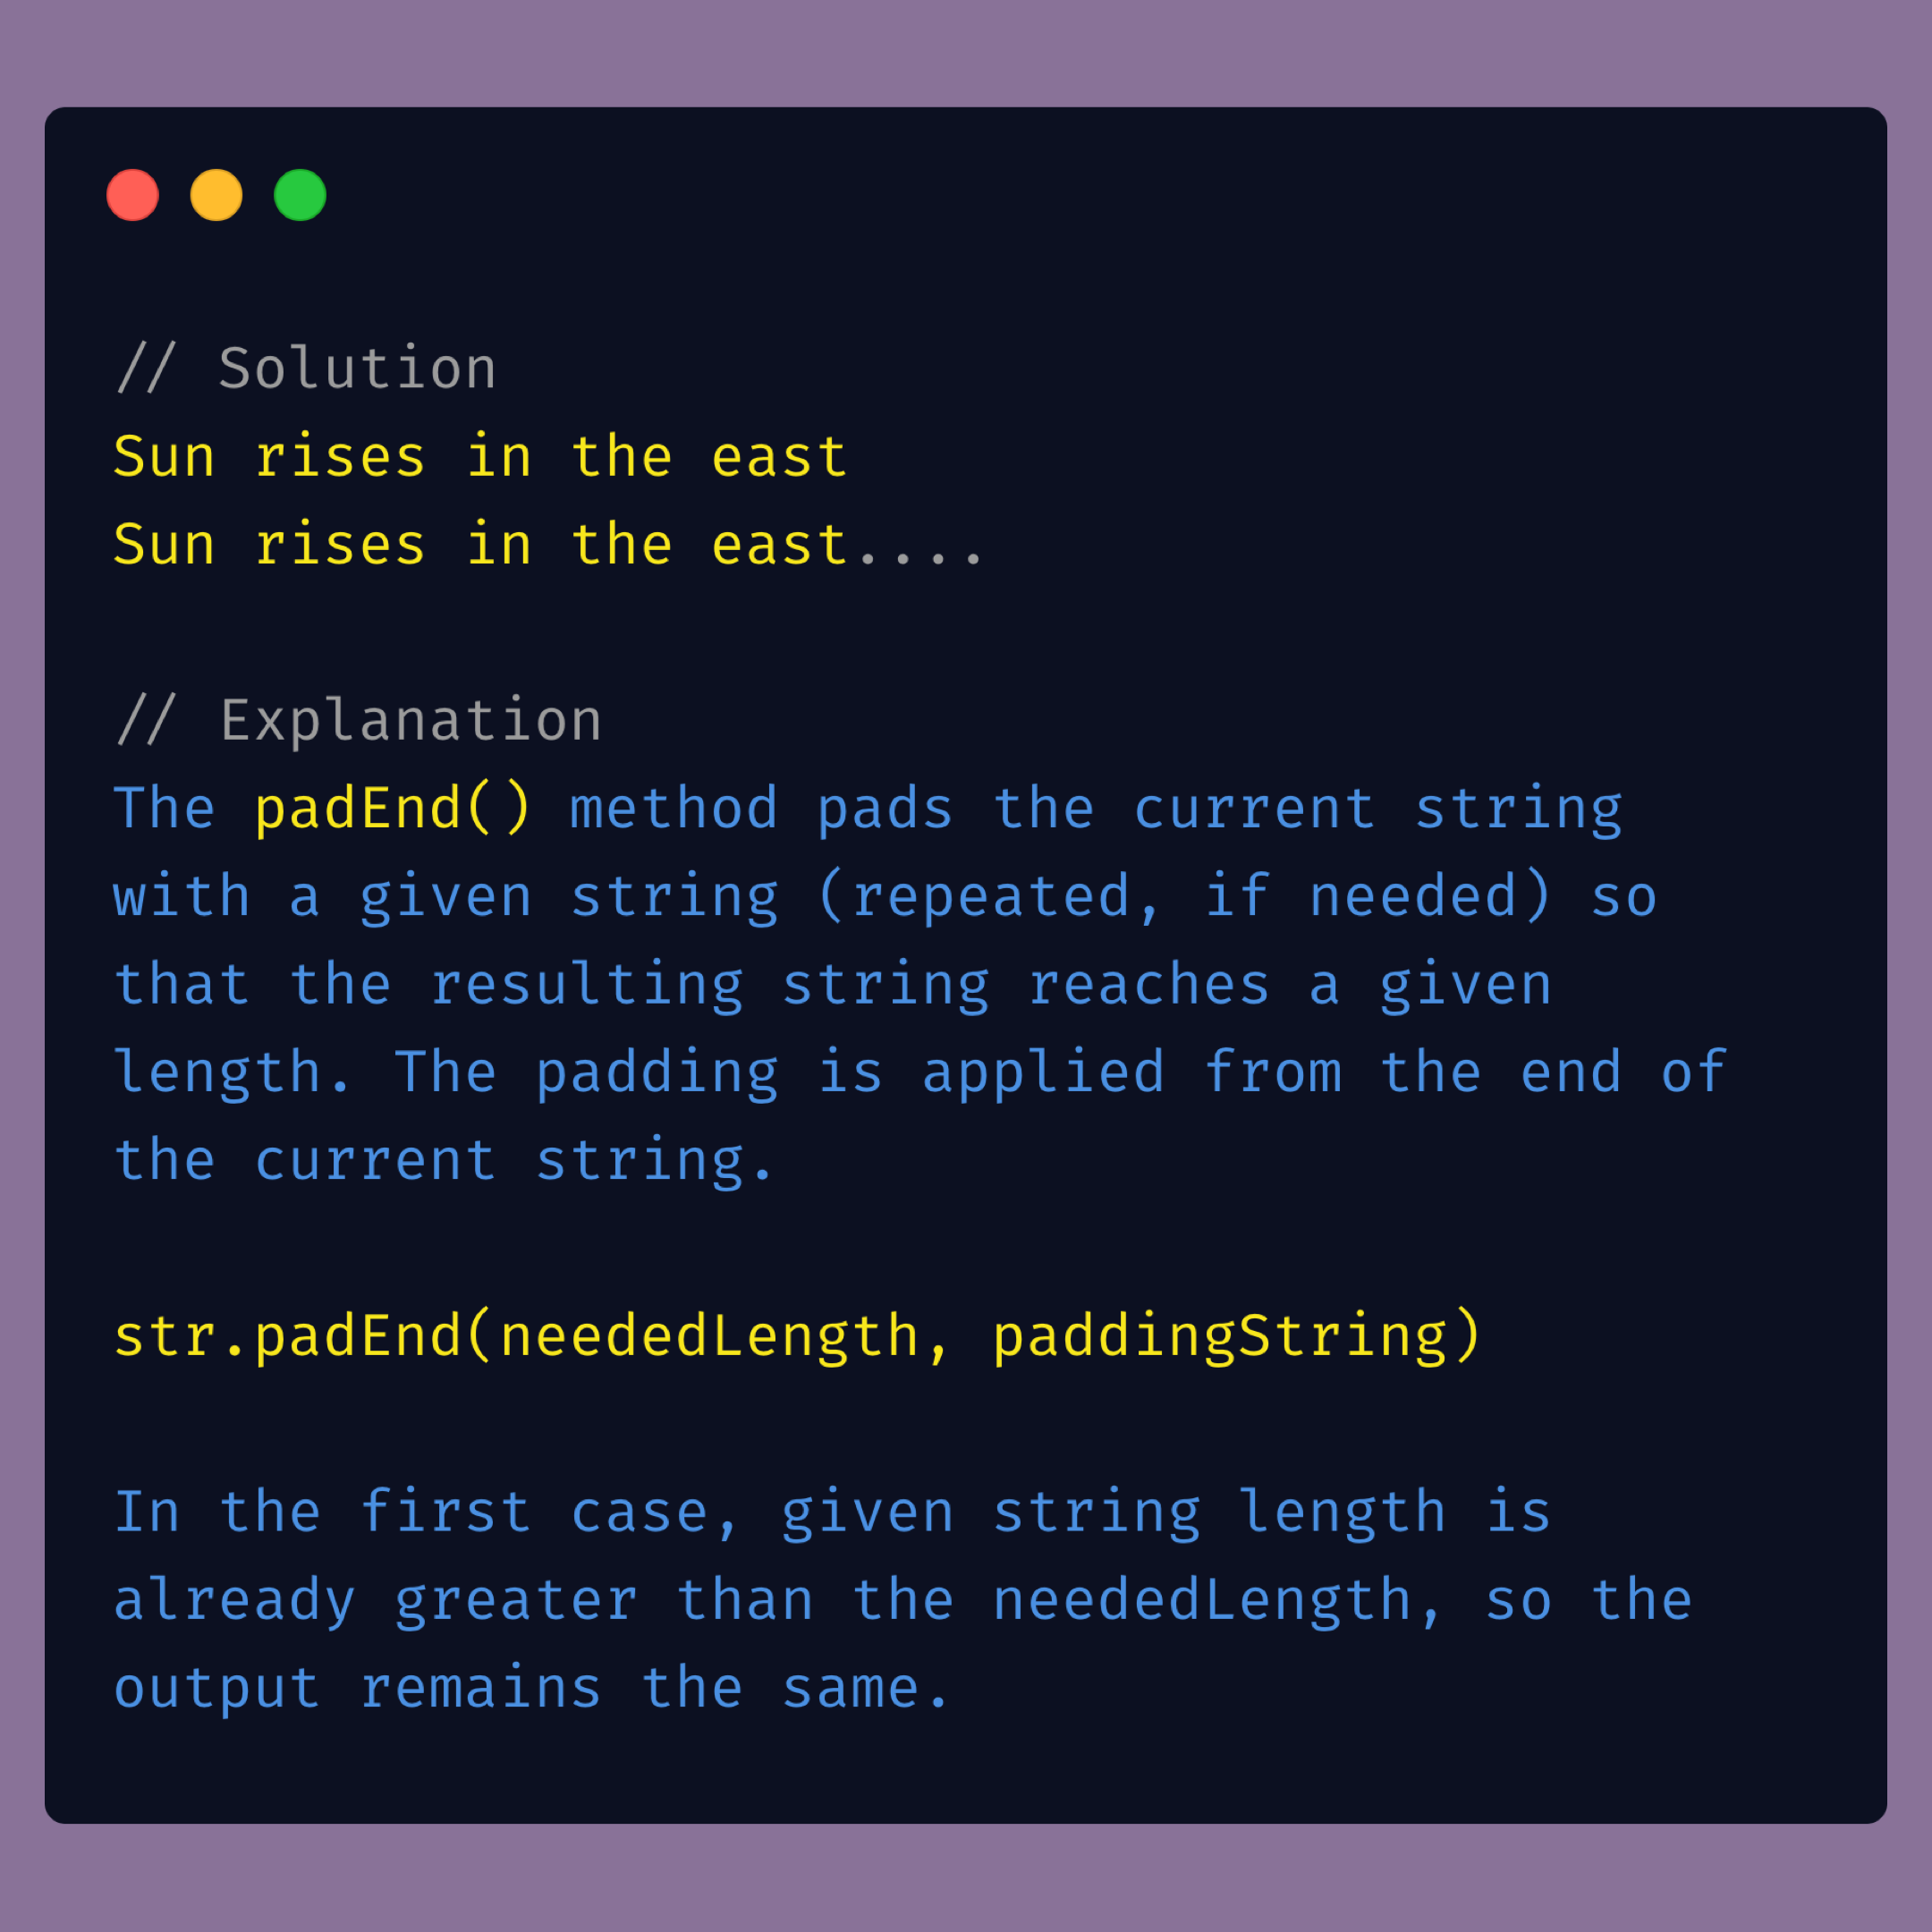 // Solution
Sun rises in the east
Sun rises in the east....
// Explanation
The padEnd() method pads the current string
with a given string (repeated, if needed) so
that the resulting string reaches a given
length. The padding is applied from the end of
the current string.
str.padEnd(neededLength, paddingString)
In the first case, given string length is
already greater than the neededLength, so the
output remains the same.